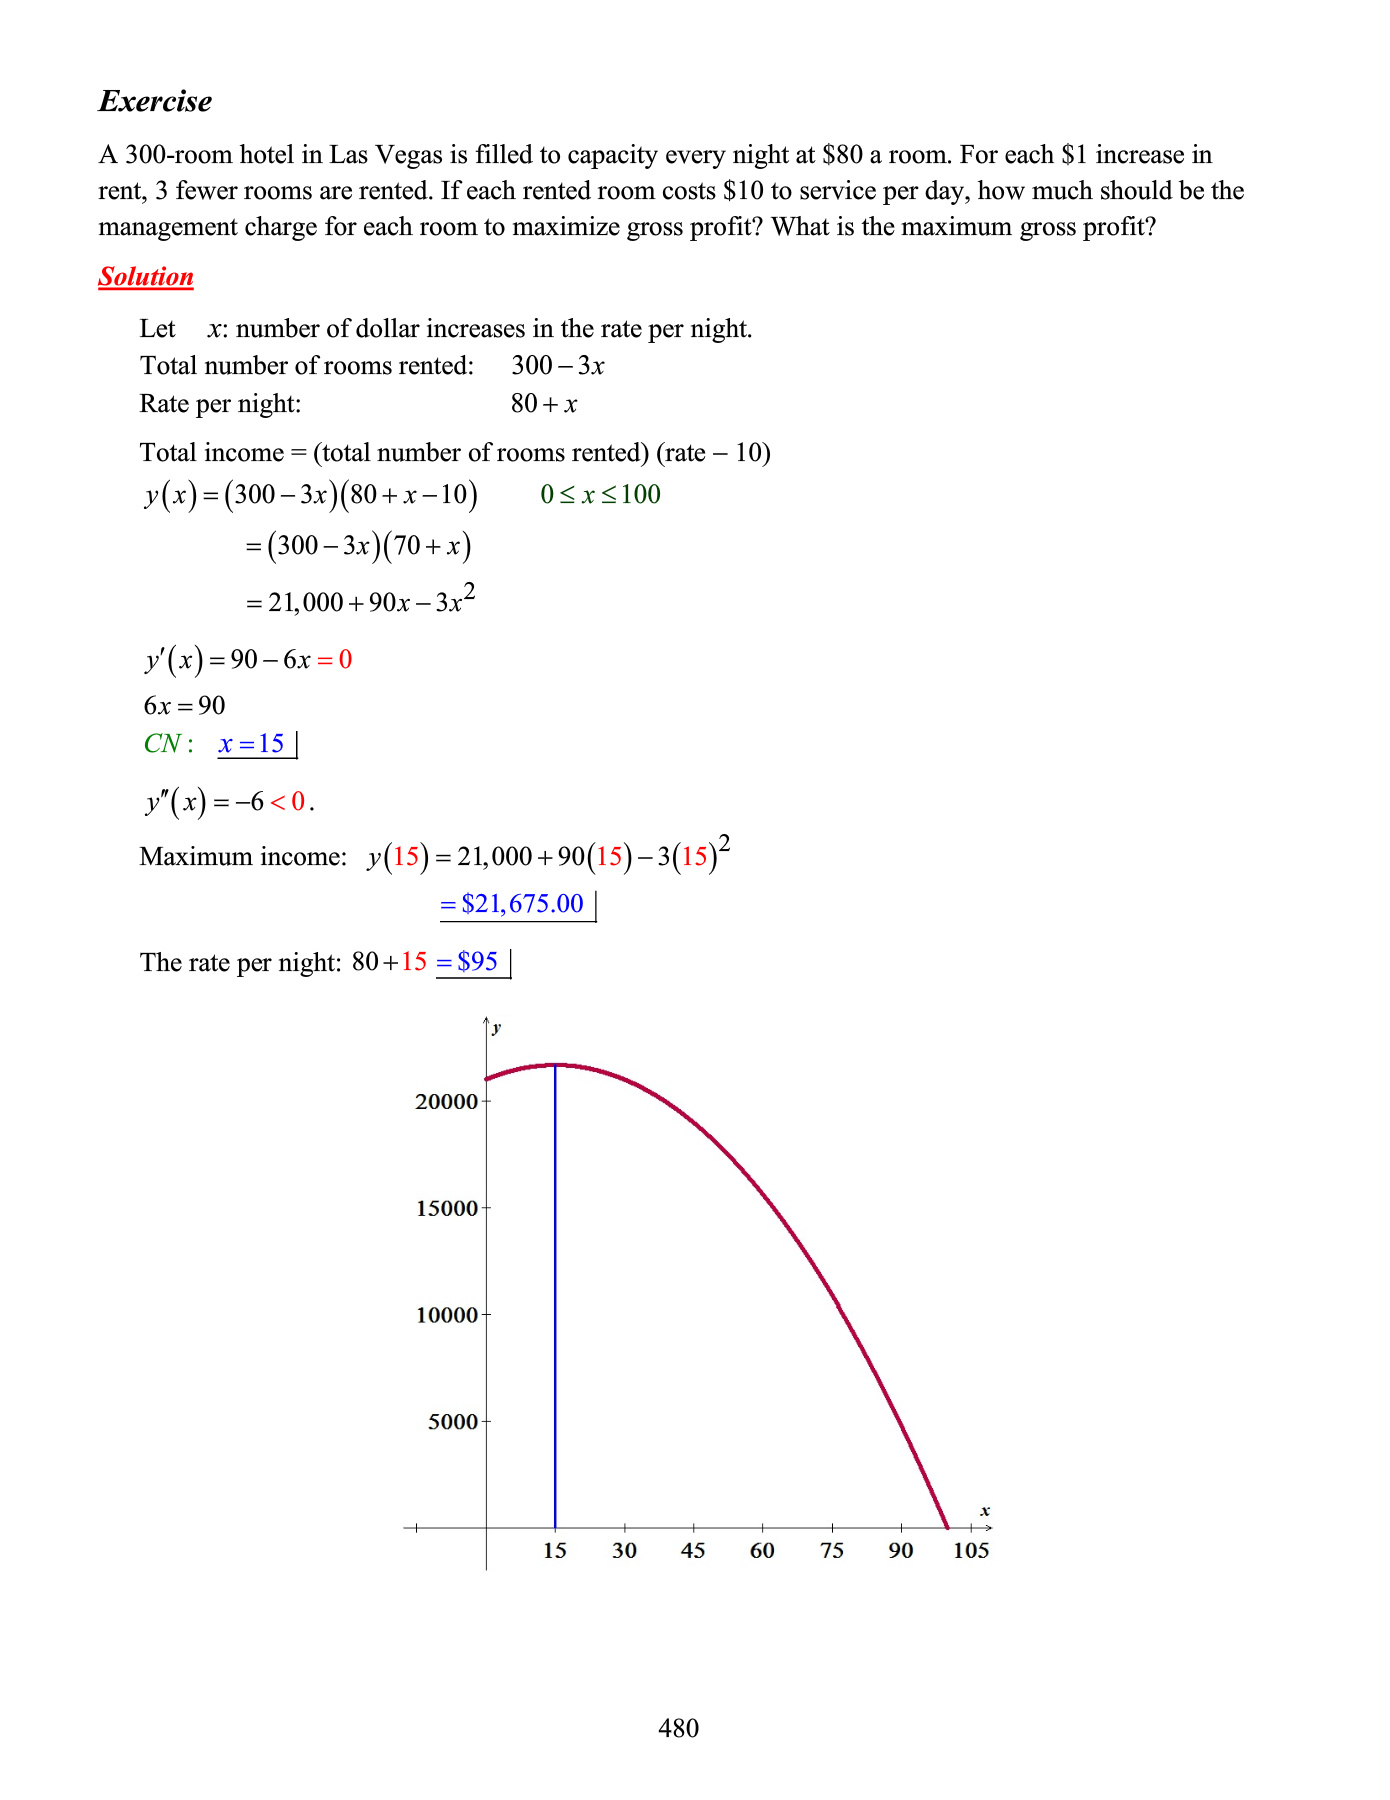 Exercise
A 300-room hotel in Las Vegas is filled to capacity every night at $80 a room. For each $1 increase in
rent, 3 fewer rooms are rented. If each rented room costs $10 to service per day, how much should be the
management charge for each room to maximize gross profit? What is the maximum gross profit?
Solution
Let x: number of dollar increases in the rate per night.
Total number of rooms rented: 300 − 3x
Rate per night: 80 + x
Total income = (total number of rooms rented) (rate − 10)
y(x) = (300 − 3x)(80 + x − 10) 0 ≤ x ≤ 100
= (300 − 3x)(70 + x)
= 21,000 + 90x − 3x²
y′(x) = 90 − 6x = 0
6x = 90
CN: x = 15
y″(x) = −6 < 0.
Maximum income: y(15) = 21,000 + 90(15) − 3(15)²
= $21,675.00
The rate per night: 80 + 15 = $95
y
20000
15000
10000
5000
x
15 30 45 60 75 90 105
480